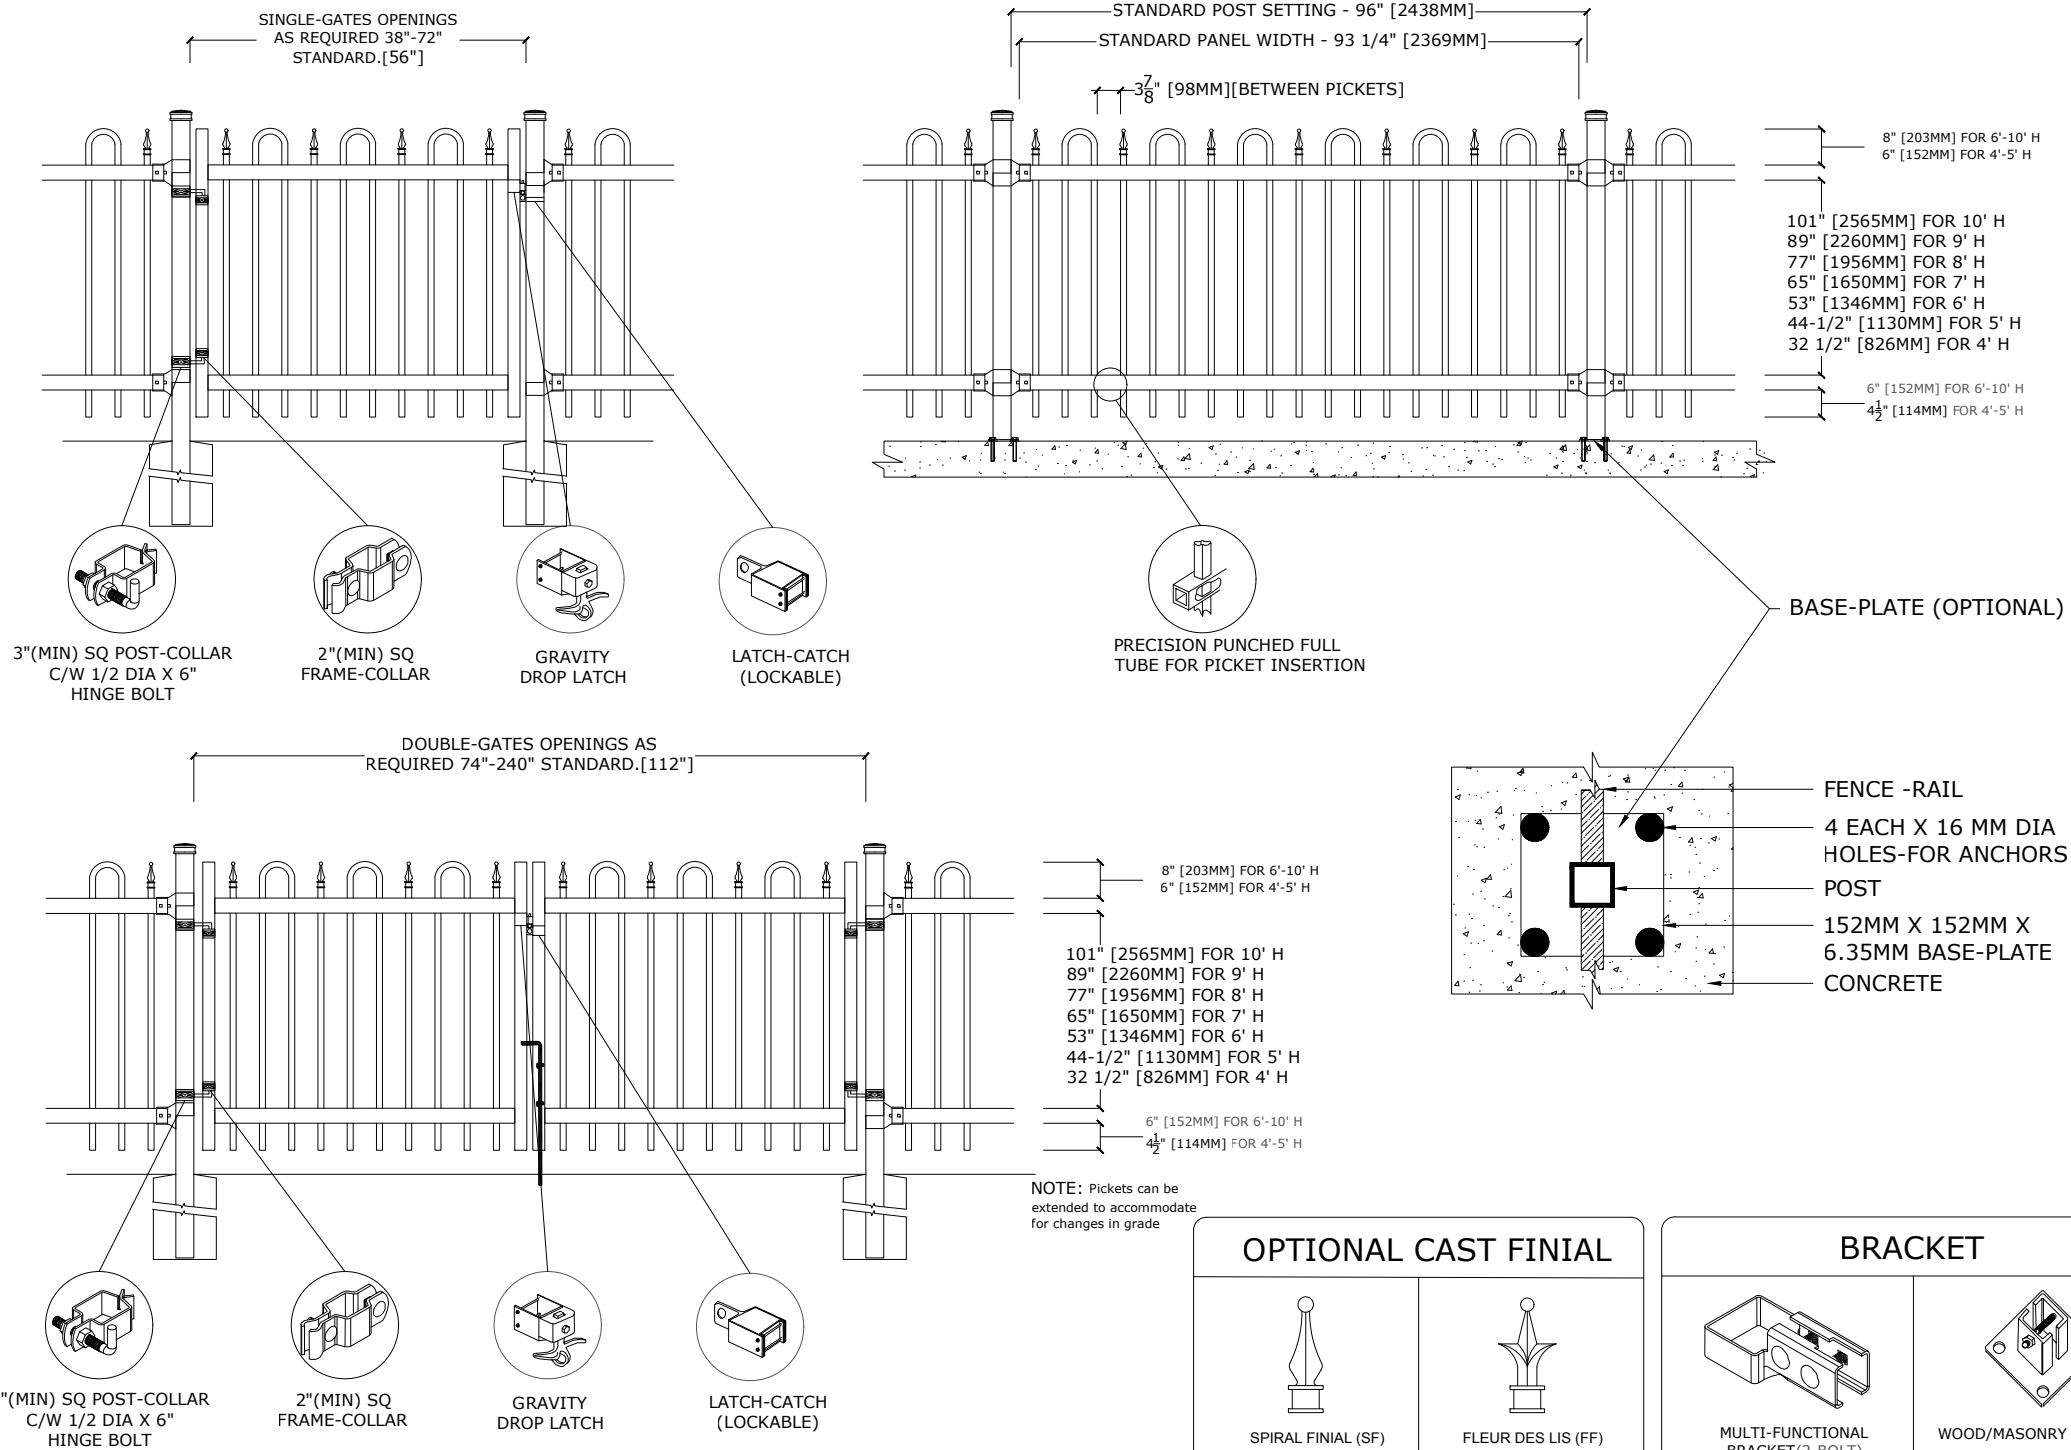 SINGLE-GATES OPENINGS
AS REQUIRED 38"-72"
STANDARD.[56"]
STANDARD POST SETTING - 96" [2438MM]
STANDARD PANEL WIDTH - 93 1/4" [2369MM]
3 7/8" [98MM][BETWEEN PICKETS]
8" [203MM] FOR 6'-10' H
6" [152MM] FOR 4'-5' H
101" [2565MM] FOR 10' H
89" [2260MM] FOR 9' H
77" [1956MM] FOR 8' H
65" [1650MM] FOR 7' H
53" [1346MM] FOR 6' H
44-1/2" [1130MM] FOR 5' H
32 1/2" [826MM] FOR 4' H
6" [152MM] FOR 6'-10' H
4 1/2" [114MM] FOR 4'-5' H
3"(MIN) SQ POST-COLLAR
C/W 1/2 DIA X 6"
HINGE BOLT
2"(MIN) SQ
FRAME-COLLAR
GRAVITY
DROP LATCH
LATCH-CATCH
(LOCKABLE)
PRECISION PUNCHED FULL
TUBE FOR PICKET INSERTION
BASE-PLATE (OPTIONAL)
FENCE -RAIL
4 EACH X 16 MM DIA
HOLES-FOR ANCHORS
POST
152MM X 152MM X
6.35MM BASE-PLATE
CONCRETE
DOUBLE-GATES OPENINGS AS
REQUIRED 74"-240" STANDARD.[112"]
8" [203MM] FOR 6'-10' H
6" [152MM] FOR 4'-5' H
101" [2565MM] FOR 10' H
89" [2260MM] FOR 9' H
77" [1956MM] FOR 8' H
65" [1650MM] FOR 7' H
53" [1346MM] FOR 6' H
44-1/2" [1130MM] FOR 5' H
32 1/2" [826MM] FOR 4' H
6" [152MM] FOR 6'-10' H
4 1/2" [114MM] FOR 4'-5' H
NOTE: Pickets can be
extended to accommodate
for changes in grade
"(MIN) SQ POST-COLLAR
C/W 1/2 DIA X 6"
HINGE BOLT
2"(MIN) SQ
FRAME-COLLAR
GRAVITY
DROP LATCH
LATCH-CATCH
(LOCKABLE)
OPTIONAL CAST FINIAL
SPIRAL FINIAL (SF)
FLEUR DES LIS (FF)
BRACKET
MULTI-FUNCTIONAL
BRACKET(2-BOLT)
WOOD/MASONRY